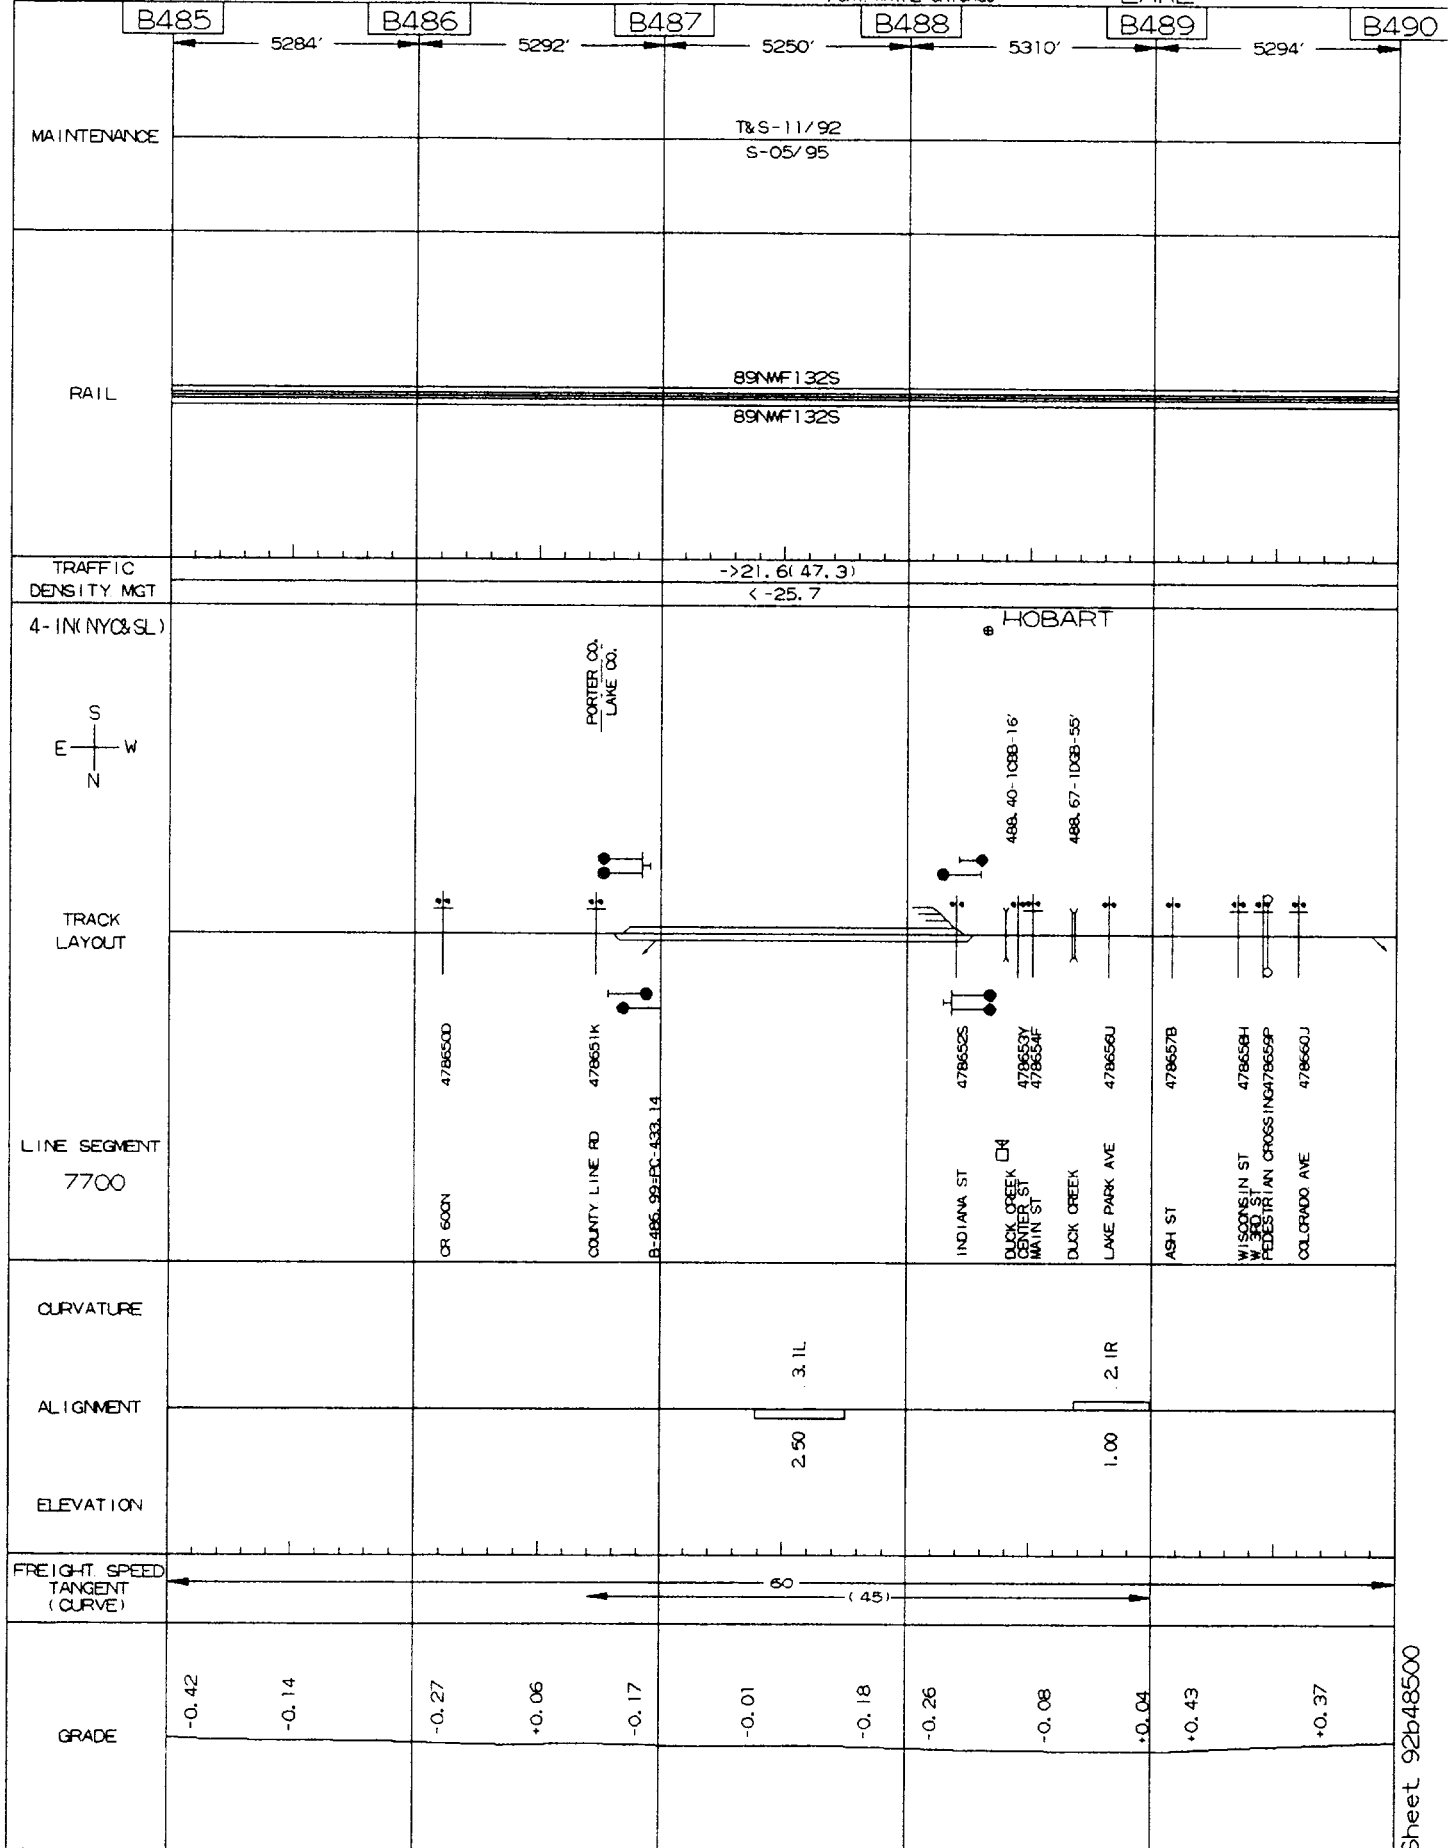 B485 B486 B487 B488 B489 B490
5284' 5292' 5250' 5310' 5294'
MAINTENANCE
T&S-11/92
S-05/95
RAIL
89NWF132S
89NWF132S
TRAFFIC
DENSITY MGT
->21.6(47.3)
<-25.7
4-IN(NYC&SL)
S
E W
N
PORTER CO.
LAKE CO.
HOBART
488.40-1CBB-16'
488.67-1DGB-55'
TRACK
LAYOUT
478650D
478651K
478652S
478653Y
478654F
478656U
478657B
478658H
478659P
478660J
LINE SEGMENT
7700
CR 600N
COUNTY LINE RD
B-486.99=PC-433.14
INDIANA ST
DUCK CREEK
CENTER ST
MAIN ST
DUCK CREEK
LAKE PARK AVE
ASH ST
WISCONSIN ST
W 3RD ST
PEDESTRIAN CROSSING
COLORADO AVE
CURVATURE
3.1L 2.1R
ALIGNMENT
2.50 1.00
ELEVATION
FREIGHT SPEED
TANGENT
(CURVE)
60
(45)
GRADE
-0.42 -0.14 -0.27 +0.06 -0.17 -0.01 -0.18 -0.26 -0.08 +0.04 +0.43 +0.37
Sheet 92b48500